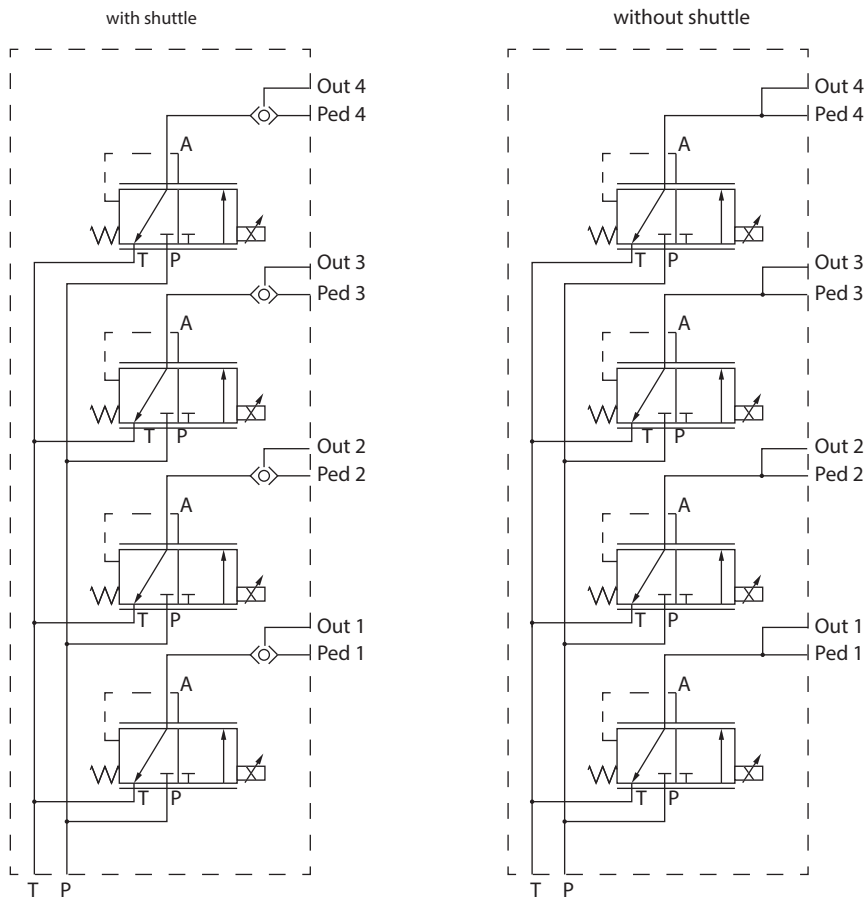 with shuttle
without shuttle
Out 4
Ped 4
A
T P
Out 3
Ped 3
A
T P
Out 2
Ped 2
A
T P
Out 1
Ped 1
A
T P
T P
Out 4
Ped 4
A
T P
Out 3
Ped 3
A
T P
Out 2
Ped 2
A
T P
Out 1
Ped 1
A
T P
T P